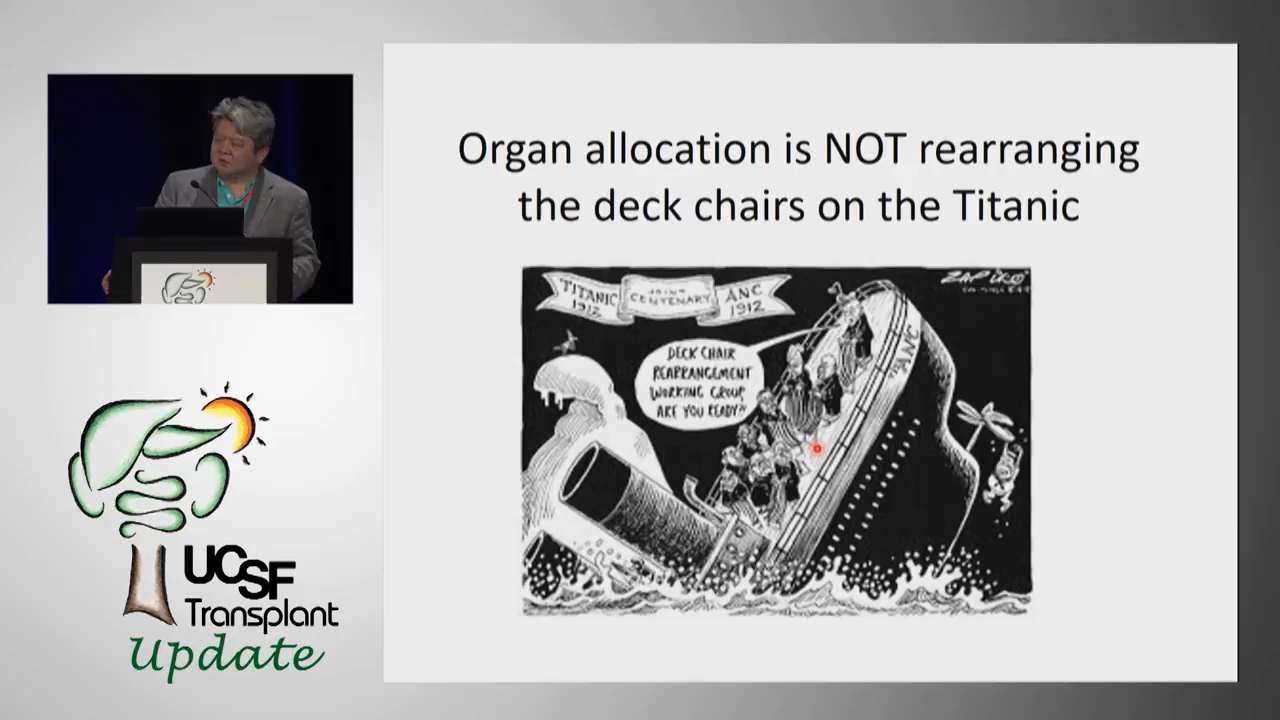 Organ allocation is NOT rearranging
the deck chairs on the Titanic
TITANIC
1912
JOINT
CENTENARY
ANC
1912
ZAPIRO
DECK CHAIR
REARRANGEMENT
WORKING GROUP,
ARE YOU READY?!
ANC
UCSF
Transplant
Update